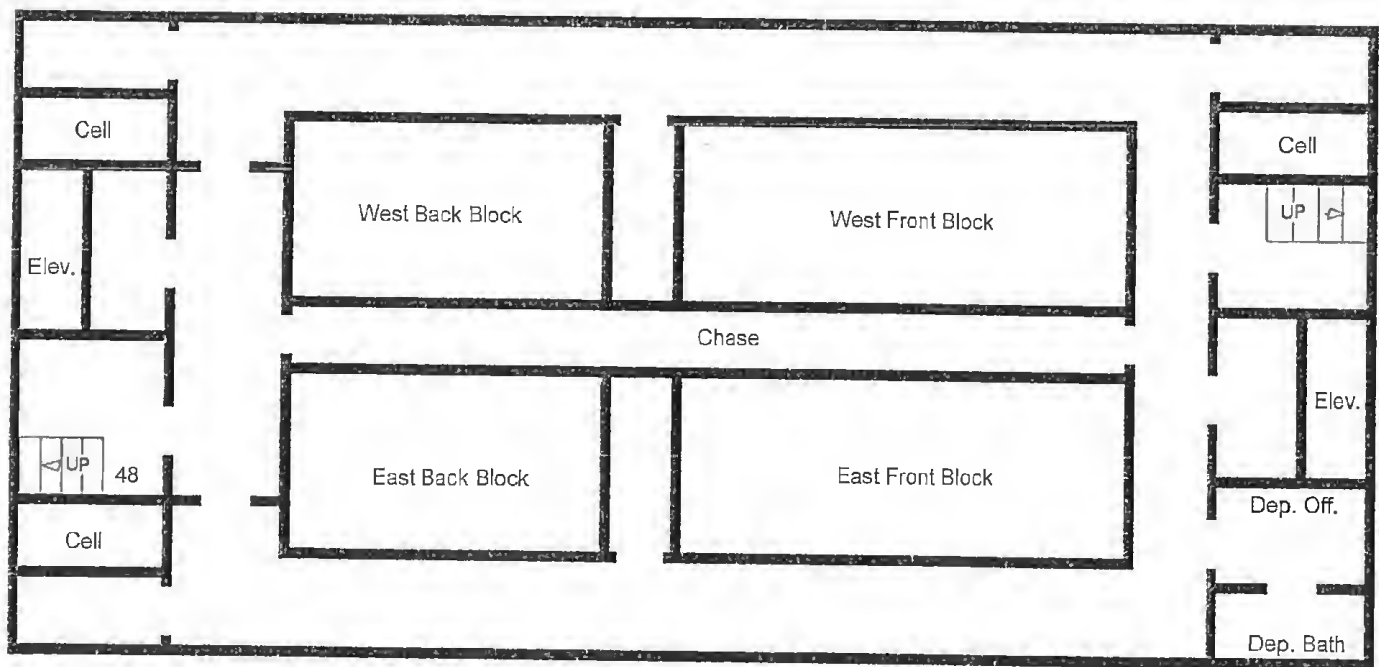 Cell
Cell
West Back Block
West Front Block
UP
Elev.
Chase
Elev.
UP
48
East Back Block
East Front Block
Dep. Off.
Cell
Dep. Bath